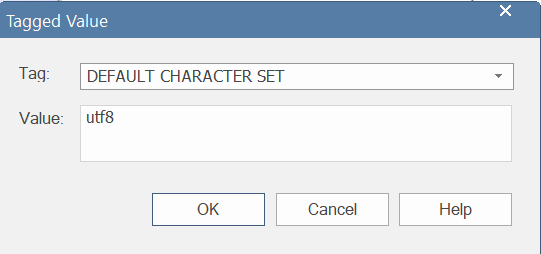 Tagged Value
Tag: DEFAULT CHARACTER SET
Value: utf8
OK Cancel Help